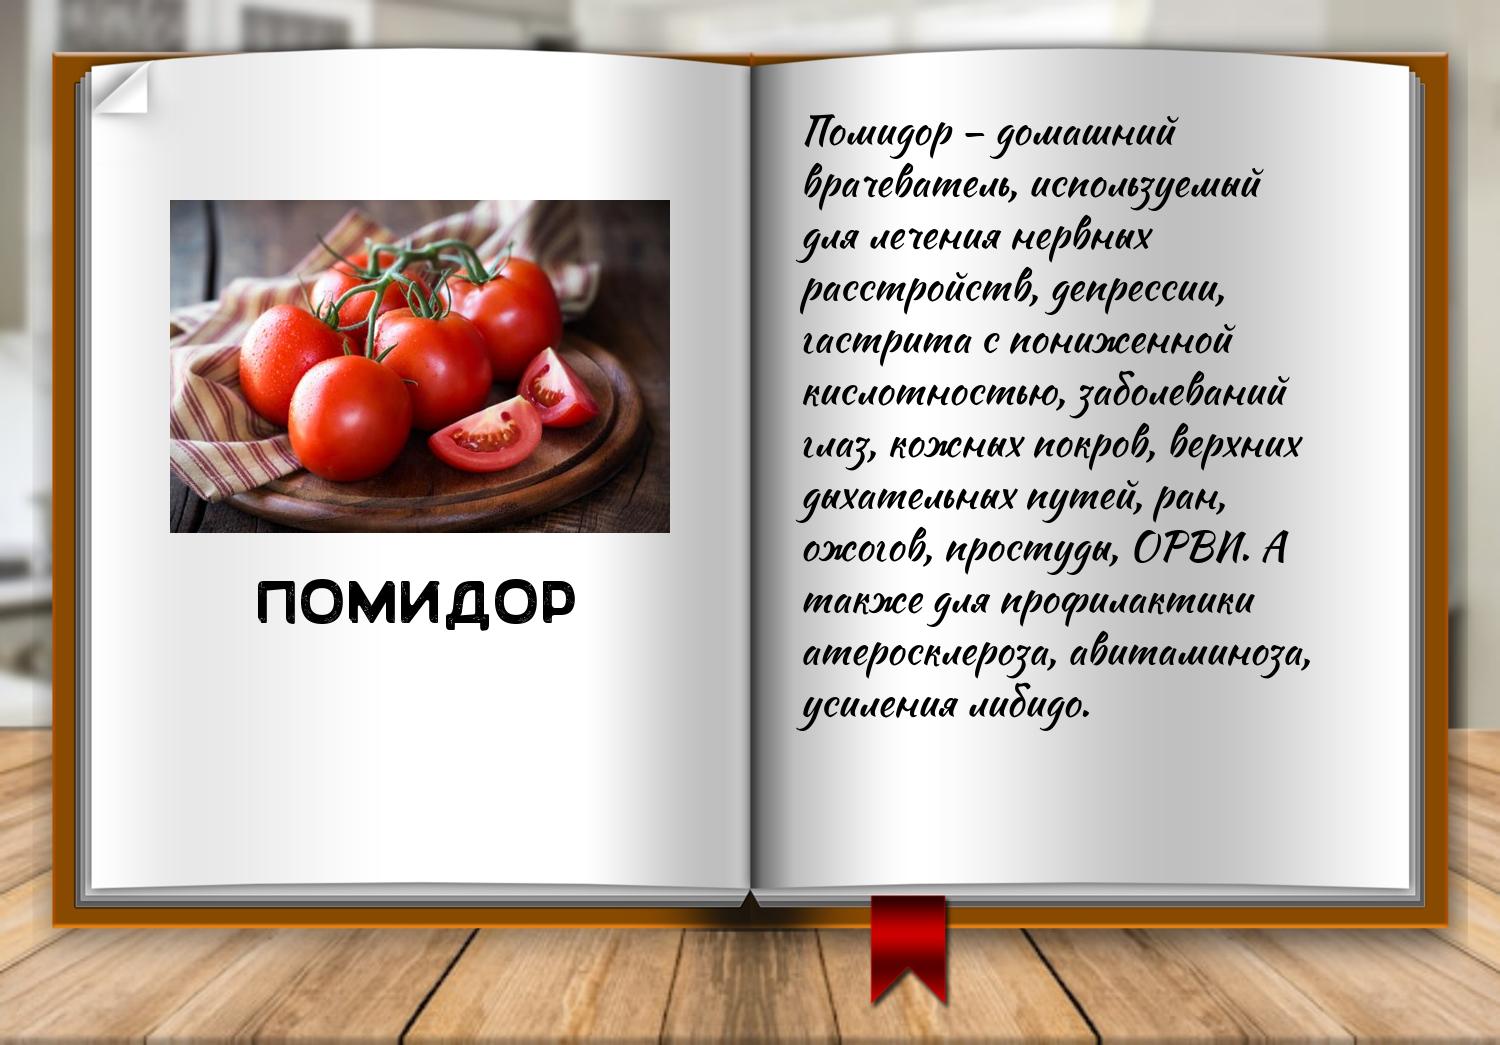 ПОМИДОР
Помидор – домашний
врачеватель, используемый
для лечения нервных
расстройств, депрессии,
гастрита с пониженной
кислотностью, заболеваний
глаз, кожных покров, верхних
дыхательных путей, ран,
ожогов, простуды, ОРВИ. А
также для профилактики
атеросклероза, авитаминоза,
усиления либидо.